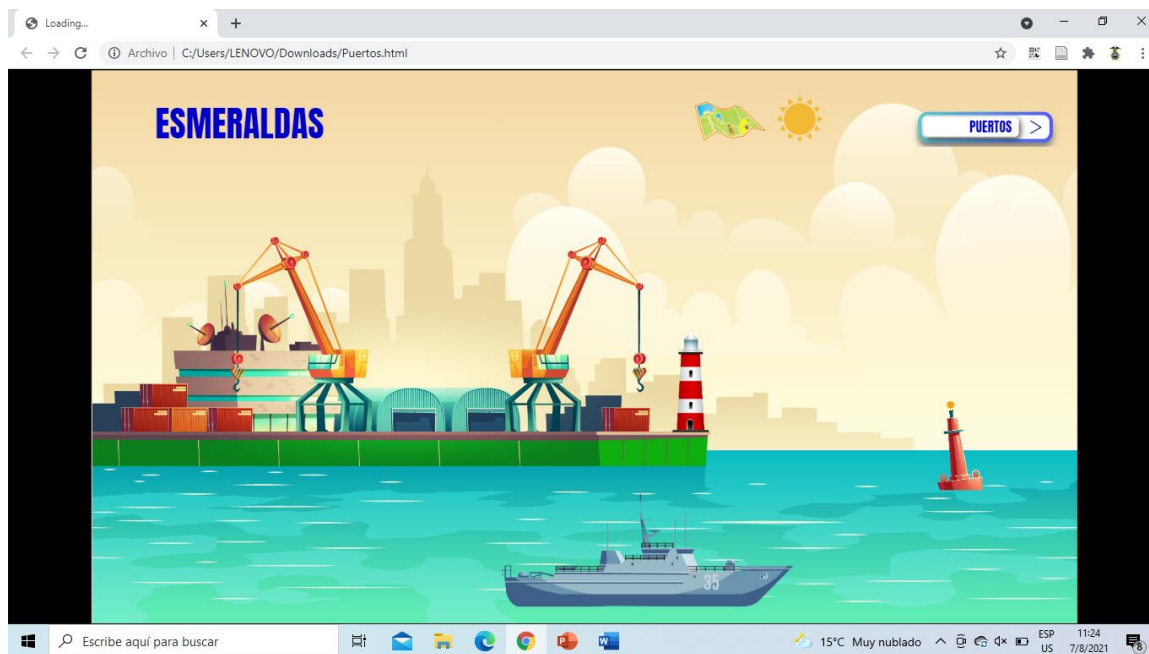 Loading...
Archivo | C:/Users/LENOVO/Downloads/Puertos.html
ESMERALDAS
PUERTOS >
35
Escribe aquí para buscar
15°C Muy nublado
ESP
US
11:24
7/8/2021
8